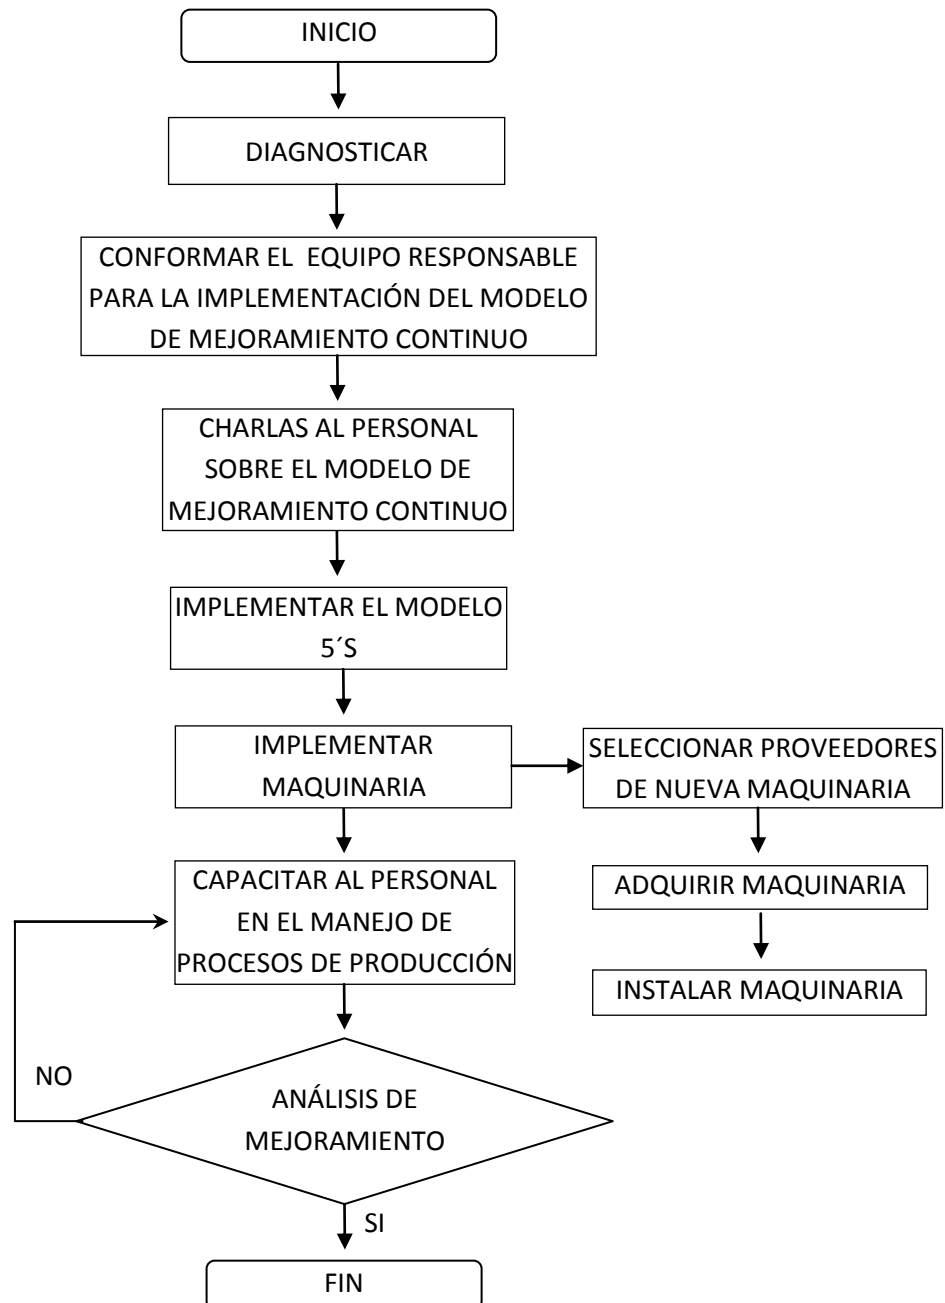 INICIO
DIAGNOSTICAR
CONFORMAR EL EQUIPO RESPONSABLE
PARA LA IMPLEMENTACIÓN DEL MODELO
DE MEJORAMIENTO CONTINUO
CHARLAS AL PERSONAL
SOBRE EL MODELO DE
MEJORAMIENTO CONTINUO
IMPLEMENTAR EL MODELO
5´S
IMPLEMENTAR
MAQUINARIA
SELECCIONAR PROVEEDORES
DE NUEVA MAQUINARIA
CAPACITAR AL PERSONAL
EN EL MANEJO DE
PROCESOS DE PRODUCCIÓN
ADQUIRIR MAQUINARIA
INSTALAR MAQUINARIA
NO
ANÁLISIS DE
MEJORAMIENTO
SI
FIN